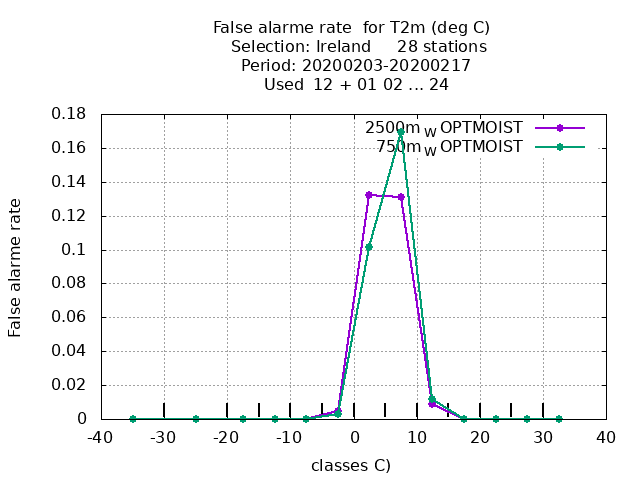 False alarme rate  for T2m (deg C)
Selection: Ireland     28 stations
Period: 20200203-20200217
Used  12 + 01 02 ... 24
2500m W OPTMOIST
750m W OPTMOIST
False alarme rate
0.18
0.16
0.14
0.12
0.1
0.08
0.06
0.04
0.02
0
-40 -30 -20 -10 0 10 20 30 40
classes C)